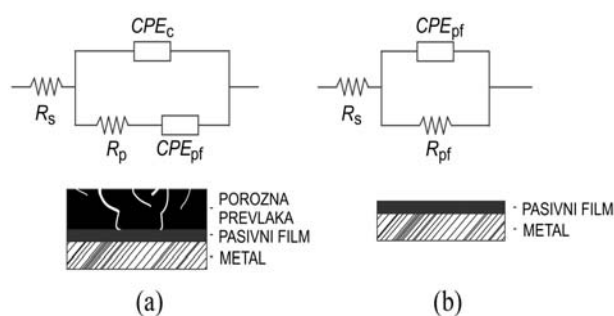 CPEc
Rs
Rp
CPEpf
POROZNA
PREVLAKA
PASIVNI FILM
METAL
(a)
CPEpf
Rs
Rpf
PASIVNI FILM
METAL
(b)